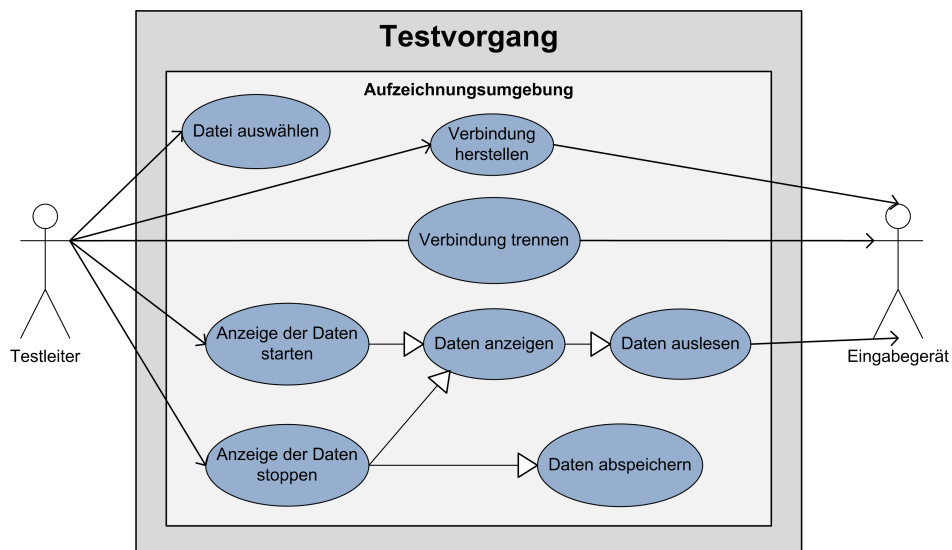 Testvorgang
Aufzeichnungsumgebung
Datei auswählen
Verbindung
herstellen
Verbindung trennen
Anzeige der Daten
starten
Daten anzeigen
Daten auslesen
Testleiter
Eingabegerät
Anzeige der Daten
stoppen
Daten abspeichern